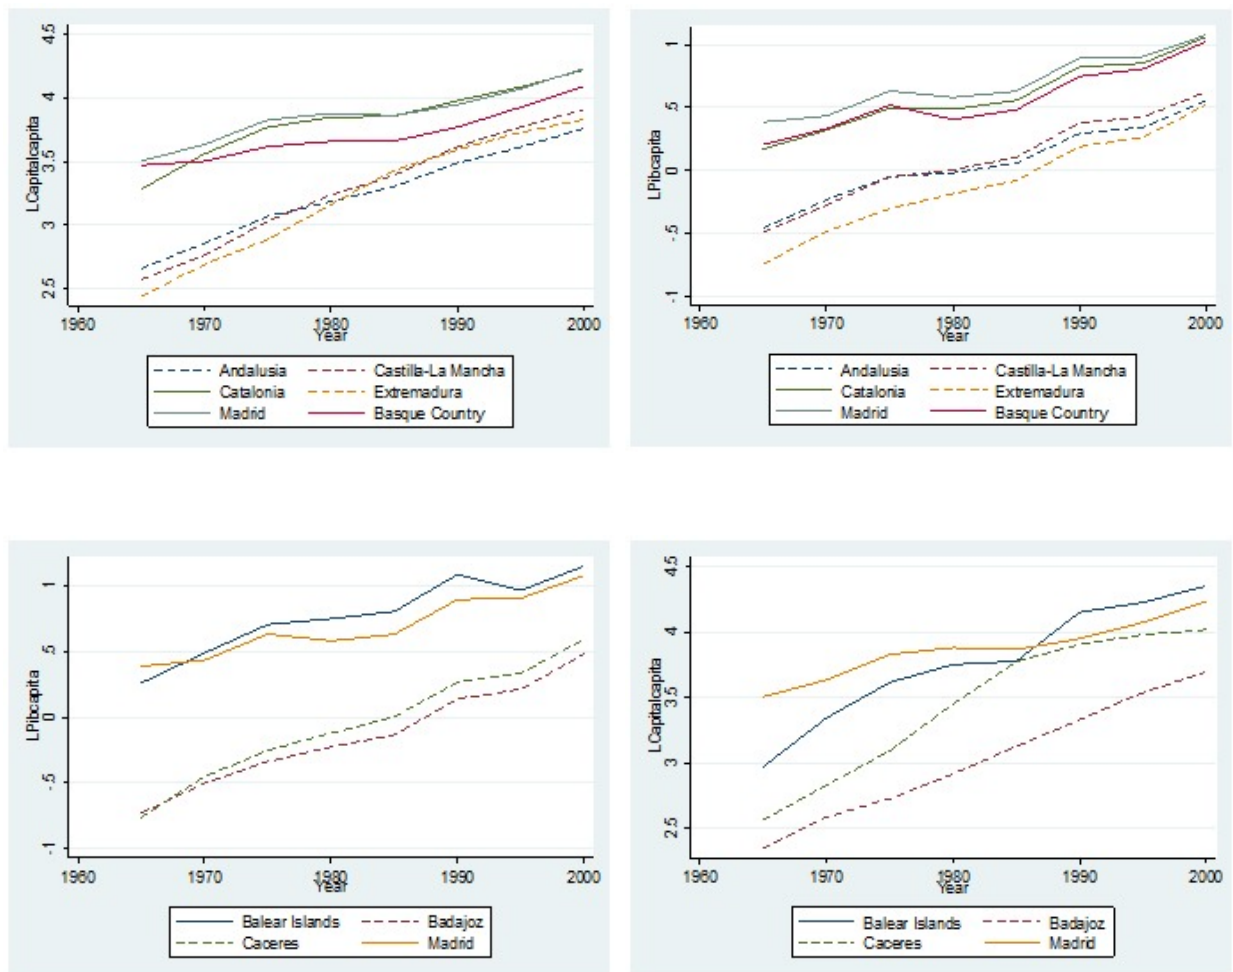 LCapitalcapita
4.5
4
3.5
3
2.5
1960 1970 1980 1990 2000
Year
Andalusia Castilla-La Mancha
Catalonia Extremadura
Madrid Basque Country
LPibcapita
1
.5
0
-.5
-1
1960 1970 1980 1990 2000
Year
Andalusia Castilla-La Mancha
Catalonia Extremadura
Madrid Basque Country
LPibcapita
1
.5
0
-.5
-1
1960 1970 1980 1990 2000
Year
Balear Islands Badajoz
Caceres Madrid
LCapitalcapita
4.5
4
3.5
3
2.5
1960 1970 1980 1990 2000
Year
Balear Islands Badajoz
Caceres Madrid